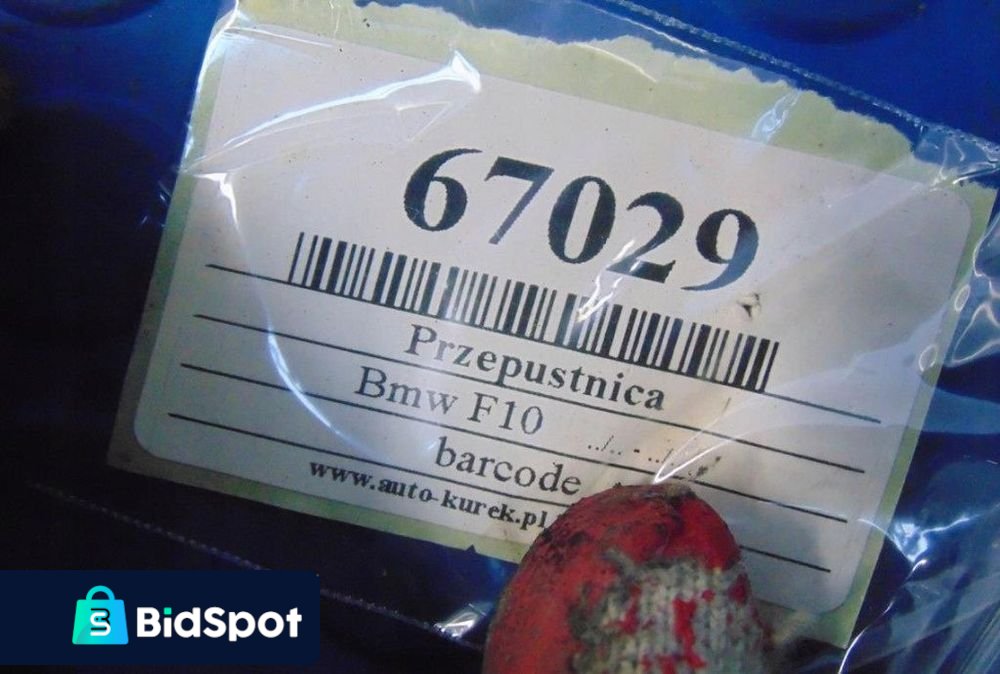 67029
Przepustnica
Bmw F10
../.. - ../..
barcode
www.auto-kurek.pl
BidSpot